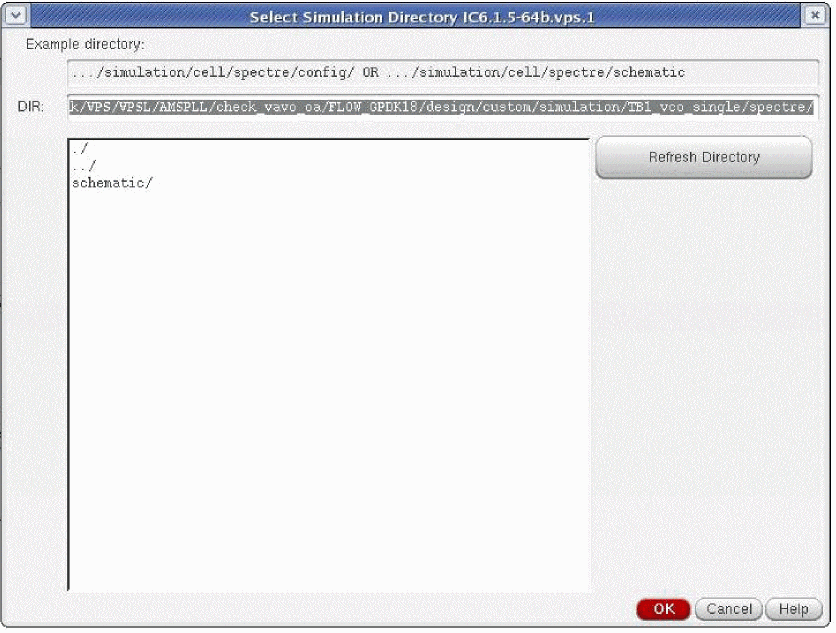 Select Simulation Directory IC6.1.5-64b.vps.1
Example directory:
.../simulation/cell/spectre/config/ OR .../simulation/cell/spectre/schematic
DIR: k/VPS/VPSL/AMSPLL/check_vavo_oa/FLOW_GPDK18/design/custom/simulation/TB1_vco_single/spectre/
./
../
schematic/
Refresh Directory
OK Cancel Help